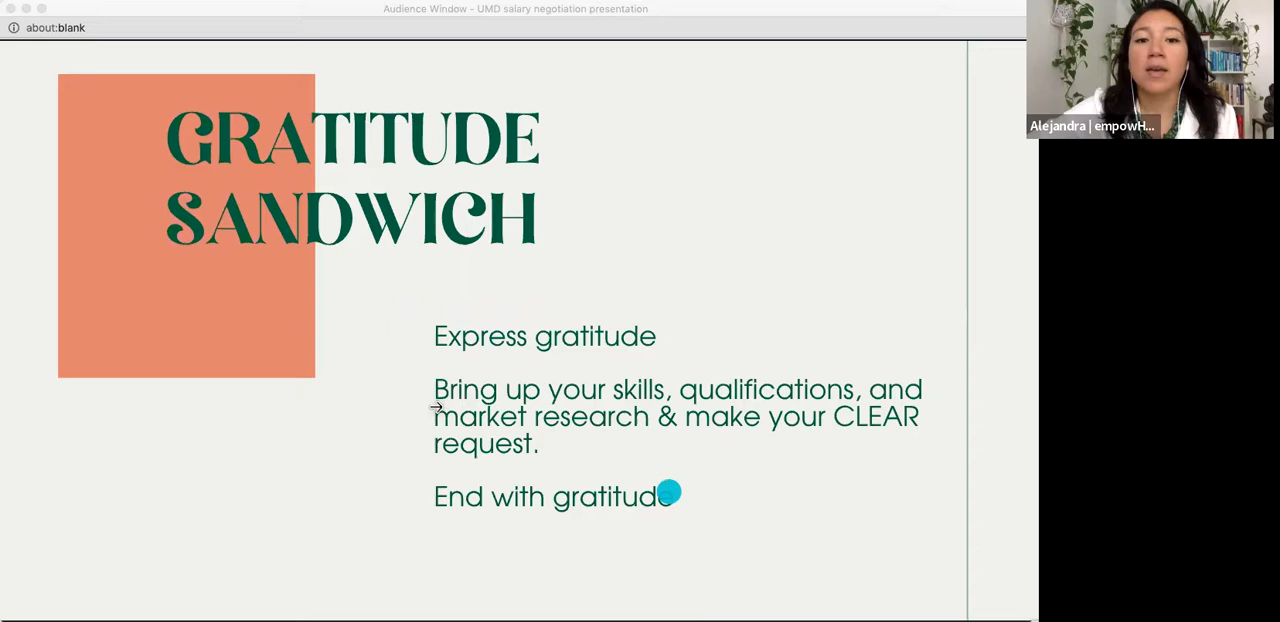 Audience Window - UMD salary negotiation presentation
about:blank
GRATITUDE
SANDWICH
Express gratitude
Bring up your skills, qualifications, and
market research & make your CLEAR
request.
End with gratitude
Alejandra | empowH...